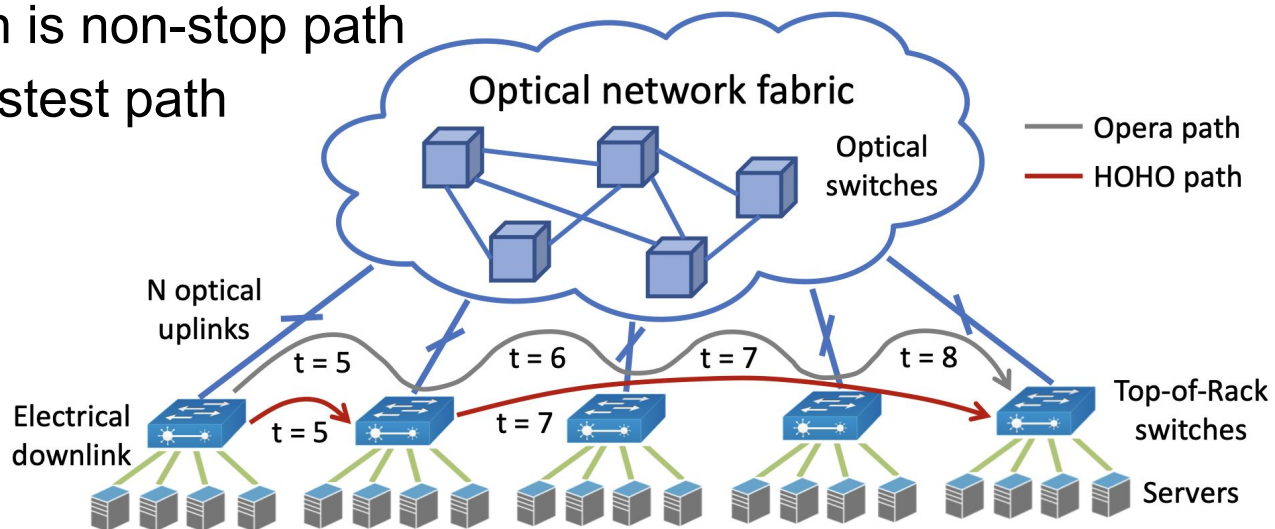 is non-stop path
path
Optical network fabric
Optical
switches
Opera path
HOHO path
N optical
uplinks
t = 5
t = 6
t = 7
t = 8
t = 5
t = 7
Electrical
downlink
Top-of-Rack
switches
Servers